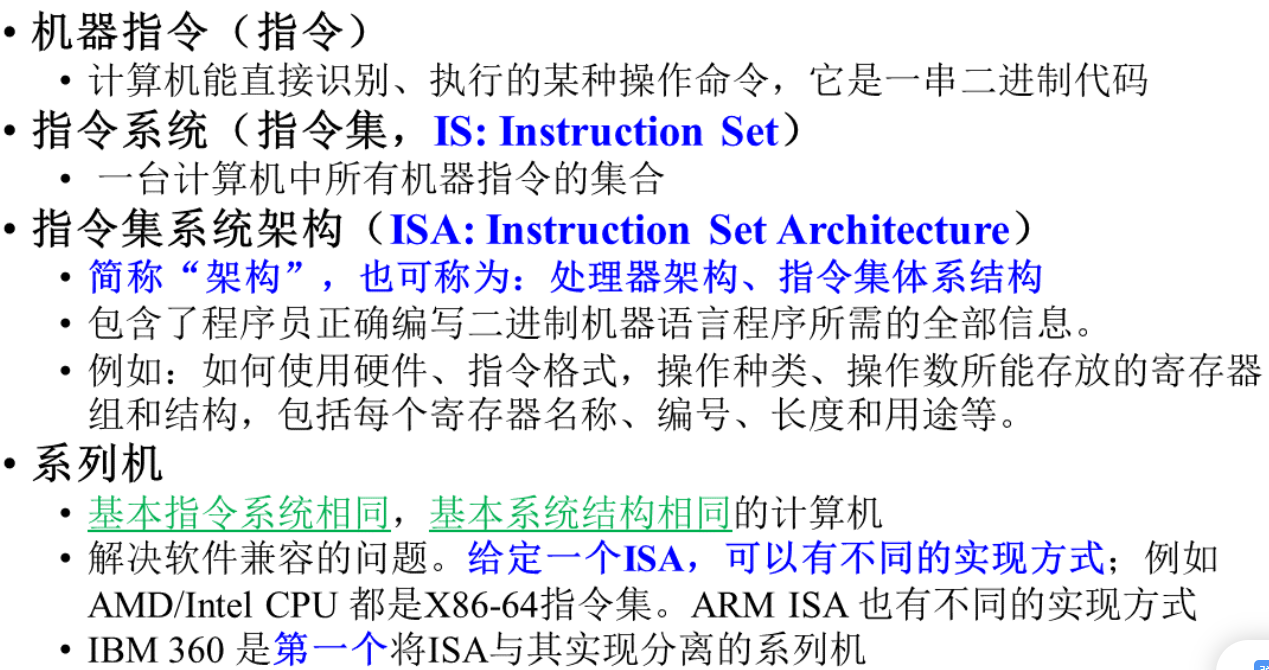 • 机器指令（指令）
• 计算机能直接识别、执行的某种操作命令，它是一串二进制代码
• 指令系统（指令集，IS: Instruction Set）
• 一台计算机中所有机器指令的集合
• 指令集系统架构（ISA: Instruction Set Architecture）
• 简称“架构”，也可称为：处理器架构、指令集体系结构
• 包含了程序员正确编写二进制机器语言程序所需的全部信息。
• 例如：如何使用硬件、指令格式，操作种类、操作数所能存放的寄存器
组和结构，包括每个寄存器名称、编号、长度和用途等。
• 系列机
• 基本指令系统相同，基本系统结构相同的计算机
• 解决软件兼容的问题。给定一个ISA，可以有不同的实现方式；例如
AMD/Intel CPU 都是X86-64指令集。ARM ISA 也有不同的实现方式
• IBM 360 是第一个将ISA与其实现分离的系列机